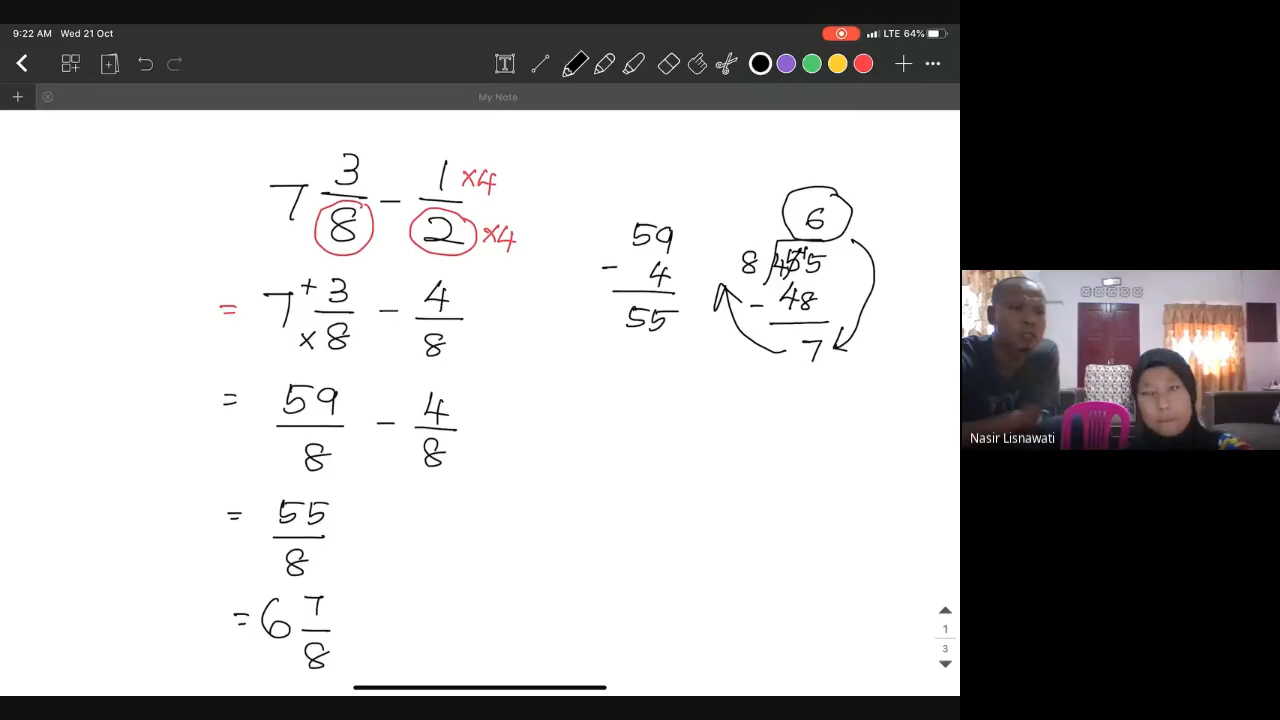 9:22 AM Wed 21 Oct
LTE 64%
T
My Note
7 3/8 - 1/2 ×4 ×4
= 7 + 3 × 8 - 4/8
= 59/8 - 4/8
= 55/8
= 6 7/8
59
- 4
55
6
8
- 48
7
Nasir Lisnawati
1
3